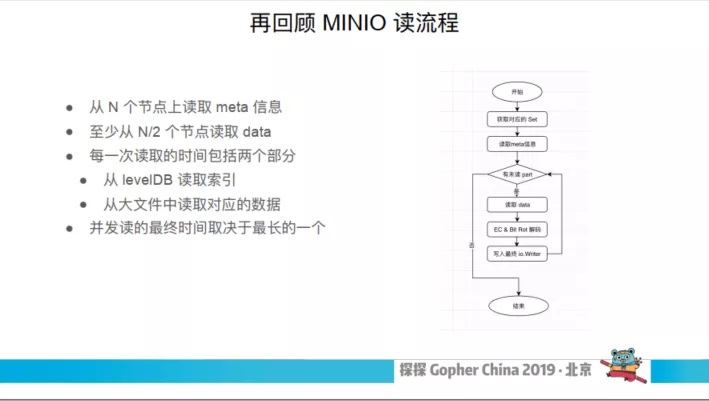 再回顾 MINIO 读流程
● 从 N 个节点上读取 meta 信息
● 至少从 N/2 个节点读取 data
● 每一次读取的时间包括两个部分
● 从 levelDB 读取索引
● 从大文件中读取对应的数据
● 并发读的最终时间取决于最长的一个
开始
获取对应的 Set
读取meta信息
有未读 part
是
读取 data
EC & Bit Rot 解码
否
写入最终 io.Writer
结束
探探 Gopher China 2019·北京